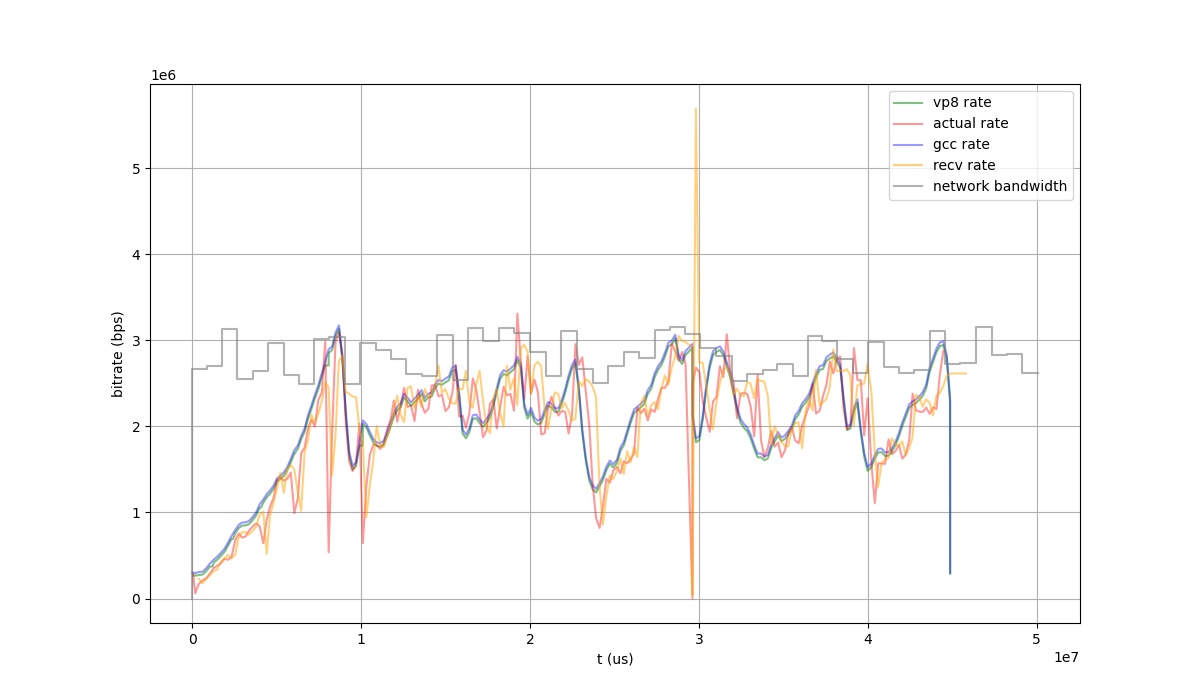 1e6
vp8 rate
actual rate
gcc rate
recv rate
network bandwidth
5
4
3
2
1
0
bitrate (bps)
0 1 2 3 4 5
t (us)
1e7